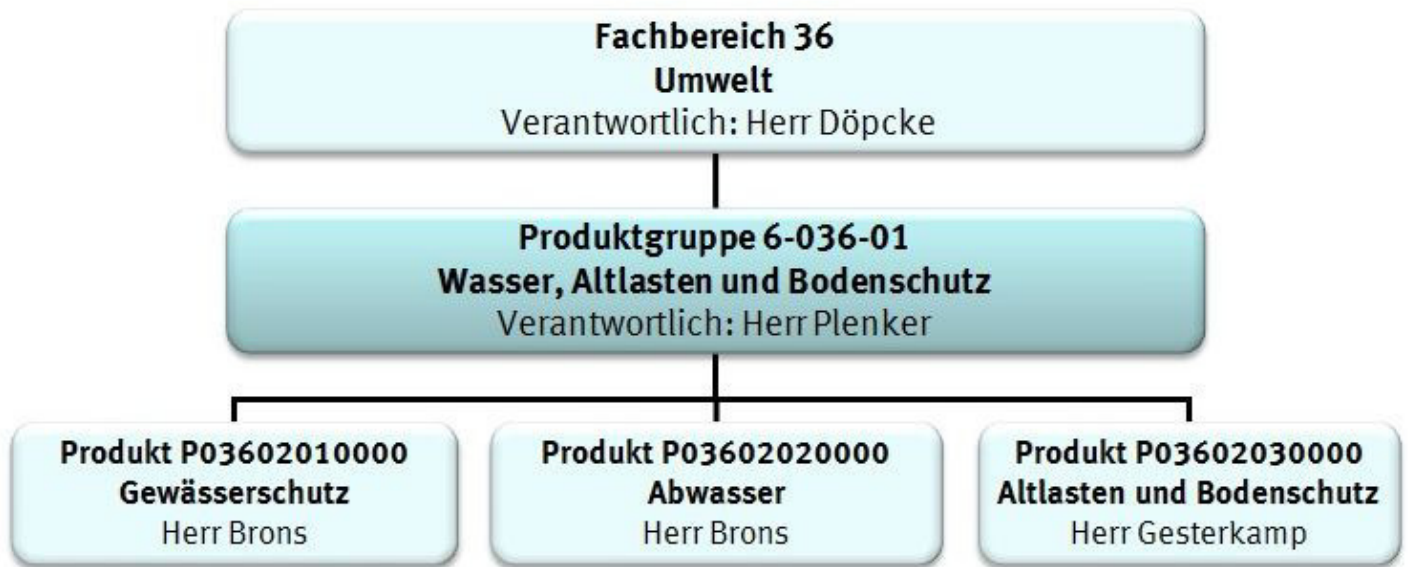 Fachbereich 36
Umwelt
Verantwortlich: Herr Döpcke
Produktgruppe 6-036-01
Wasser, Altlasten und Bodenschutz
Verantwortlich: Herr Plenker
Produkt P03602010000
Gewässerschutz
Herr Brons
Produkt P03602020000
Abwasser
Herr Brons
Produkt P03602030000
Altlasten und Bodenschutz
Herr Gesterkamp